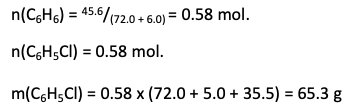 n(C₆H₆) = 45.6/(72.0 + 6.0) = 0.58 mol.
n(C₆H₅Cl) = 0.58 mol.
m(C₆H₅Cl) = 0.58 x (72.0 + 5.0 + 35.5) = 65.3 g